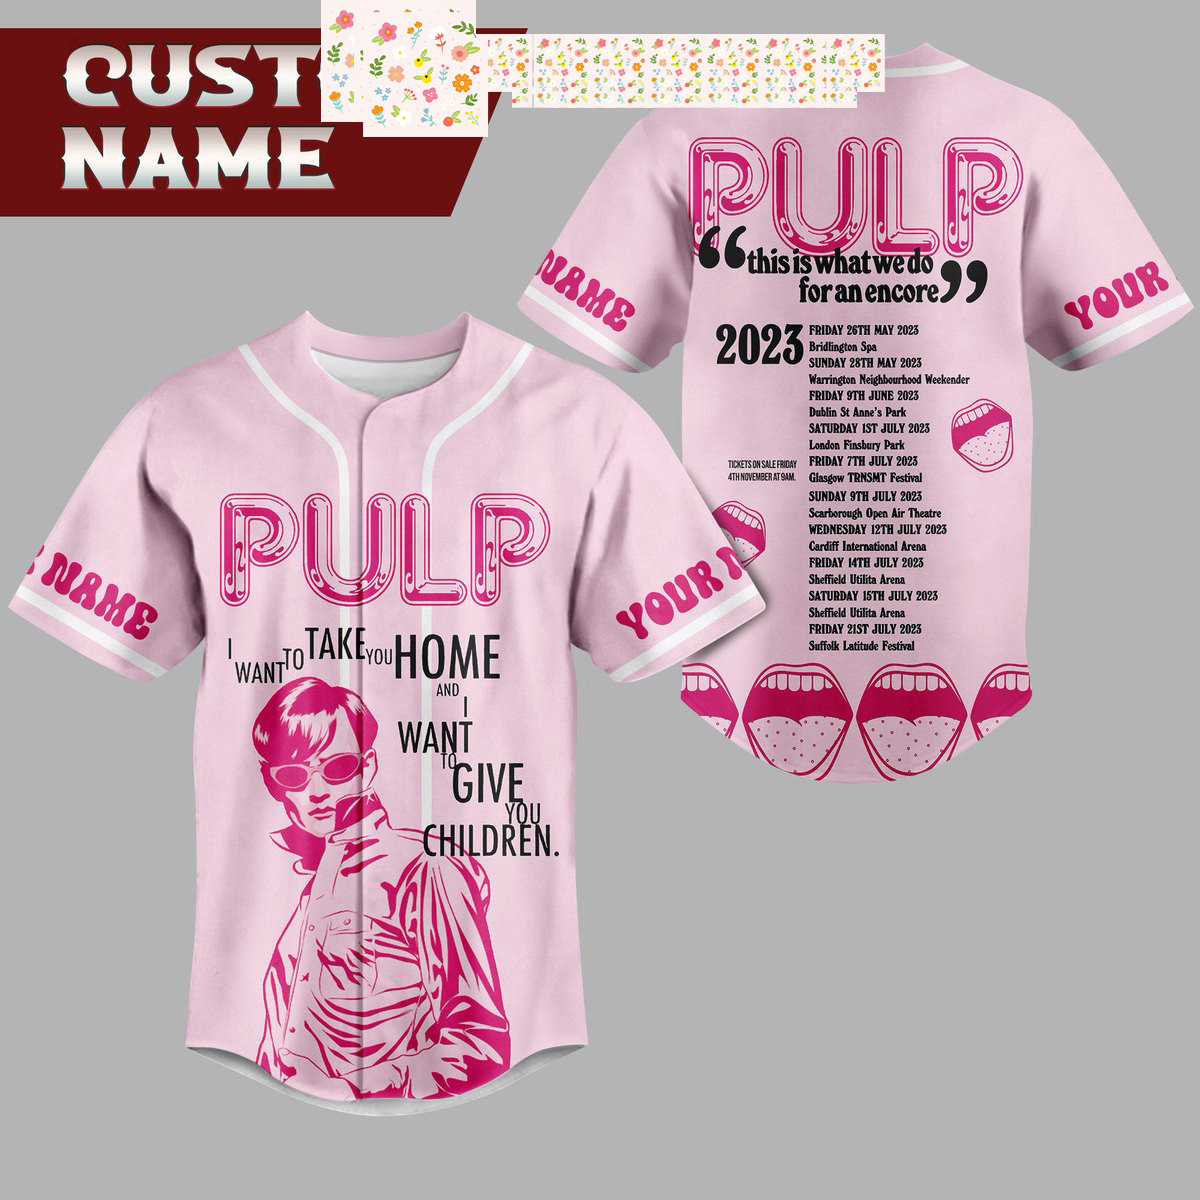 CUST
NAME
PULP
“this is what we do
for an encore”
NAME
YOUR
2023
FRIDAY 26TH MAY 2023
Bridlington Spa
SUNDAY 28TH MAY 2023
Warrington Neighbourhood Weekender
FRIDAY 9TH JUNE 2023
Dublin St Anne's Park
SATURDAY 1ST JULY 2023
London Finsbury Park
FRIDAY 7TH JULY 2023
Glasgow TRNSMT Festival
SUNDAY 9TH JULY 2023
Scarborough Open Air Theatre
WEDNESDAY 12TH JULY 2023
Cardiff International Arena
FRIDAY 14TH JULY 2023
Sheffield Utilita Arena
SATURDAY 15TH JULY 2023
Sheffield Utilita Arena
FRIDAY 21ST JULY 2023
Suffolk Latitude Festival
TICKETS ON SALE FRIDAY
4TH NOVEMBER AT 9AM.
PULP
NAME
YOUR N
I WANT TO TAKE YOU HOME
AND I
WANT
TO
GIVE
YOU
CHILDREN.